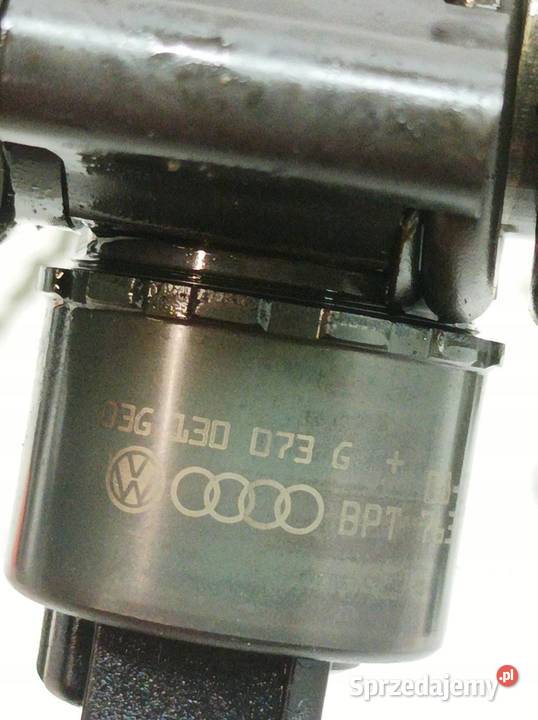 03G 130 073 G +
BPT
Sprzedajemy.pl